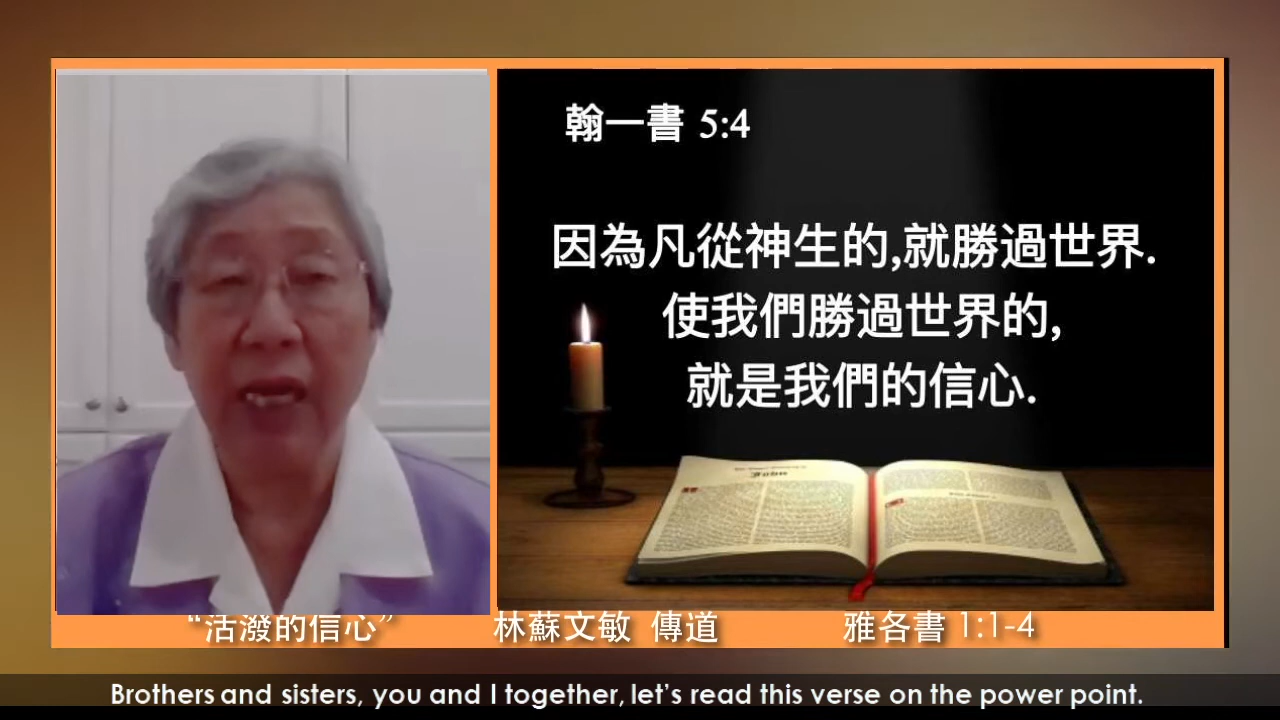 翰一書 5:4
因為凡從神生的,就勝過世界.
使我們勝過世界的,
就是我們的信心.
“活潑的信心” 林蘇文敏 傳道 雅各書 1:1-4
Brothers and sisters, you and I together, let’s read this verse on the power point.